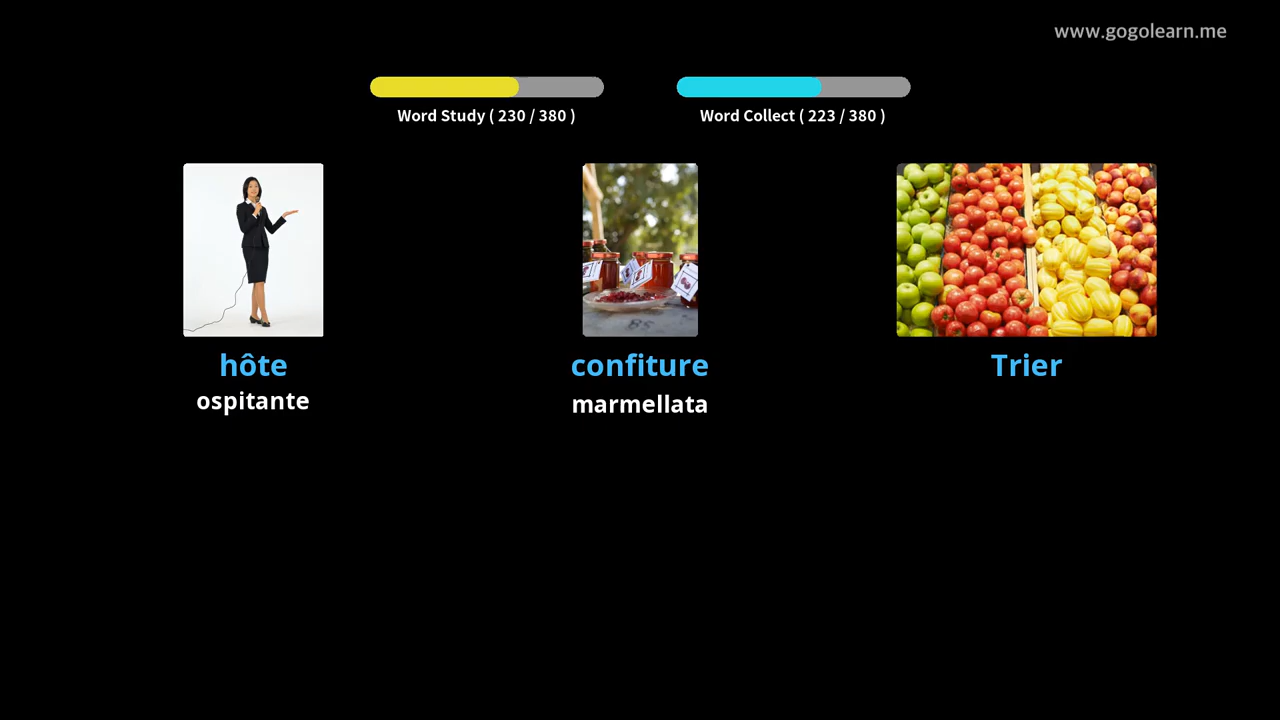 www.gogolearn.me
Word Study ( 230 / 380 )
Word Collect ( 223 / 380 )
hôte
confiture
Trier
ospitante
marmellata